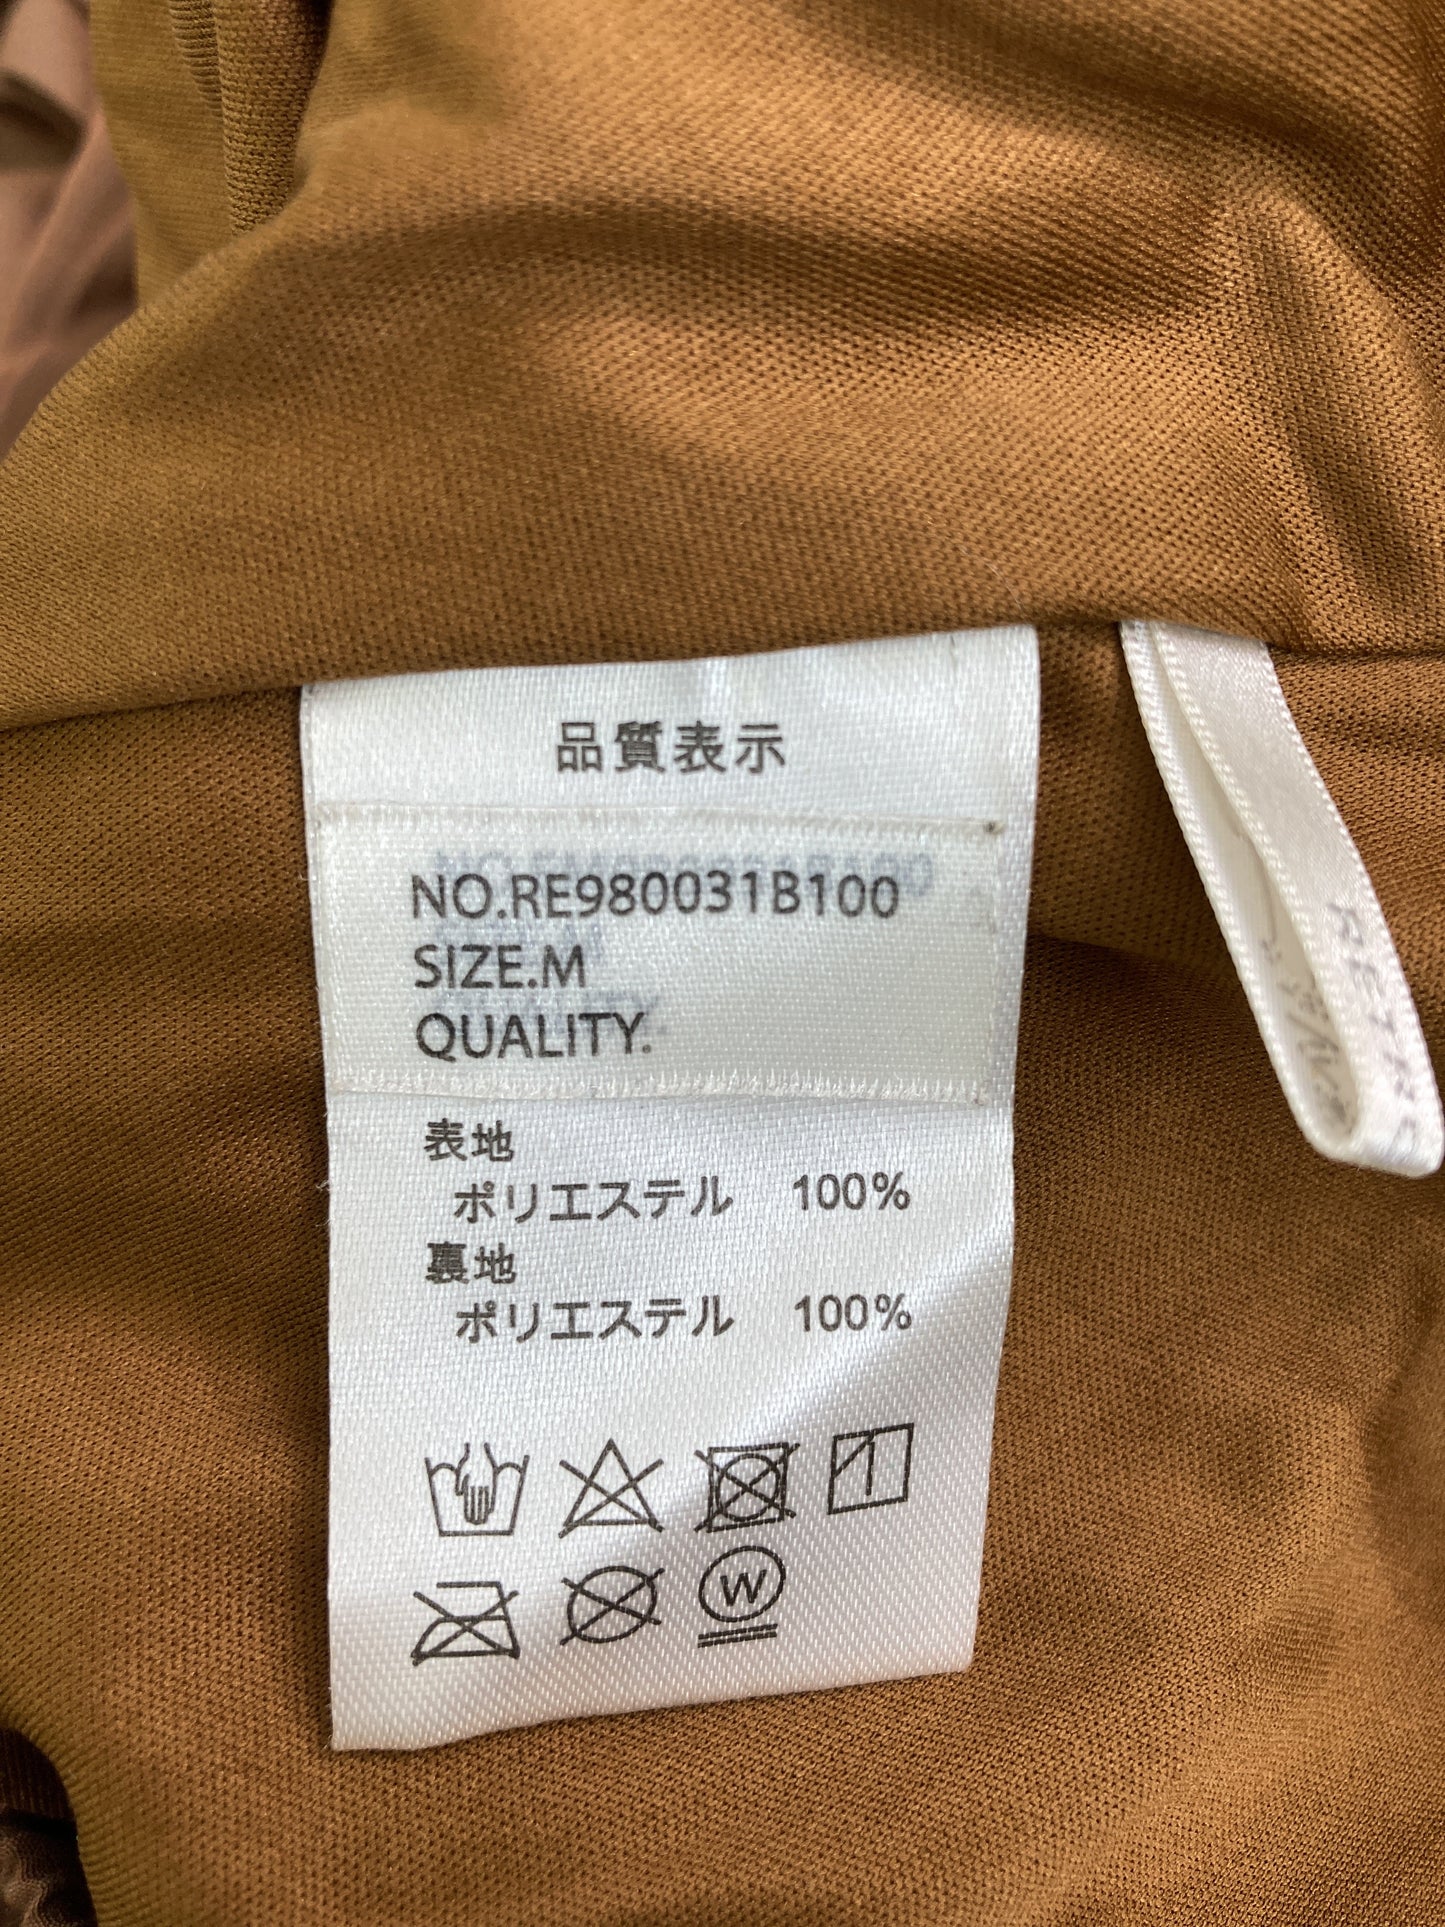 品質表示
NO.RE980031B100
SIZE.M
QUALITY.
表地
ポリエステル 100%
裏地
ポリエステル 100%
W